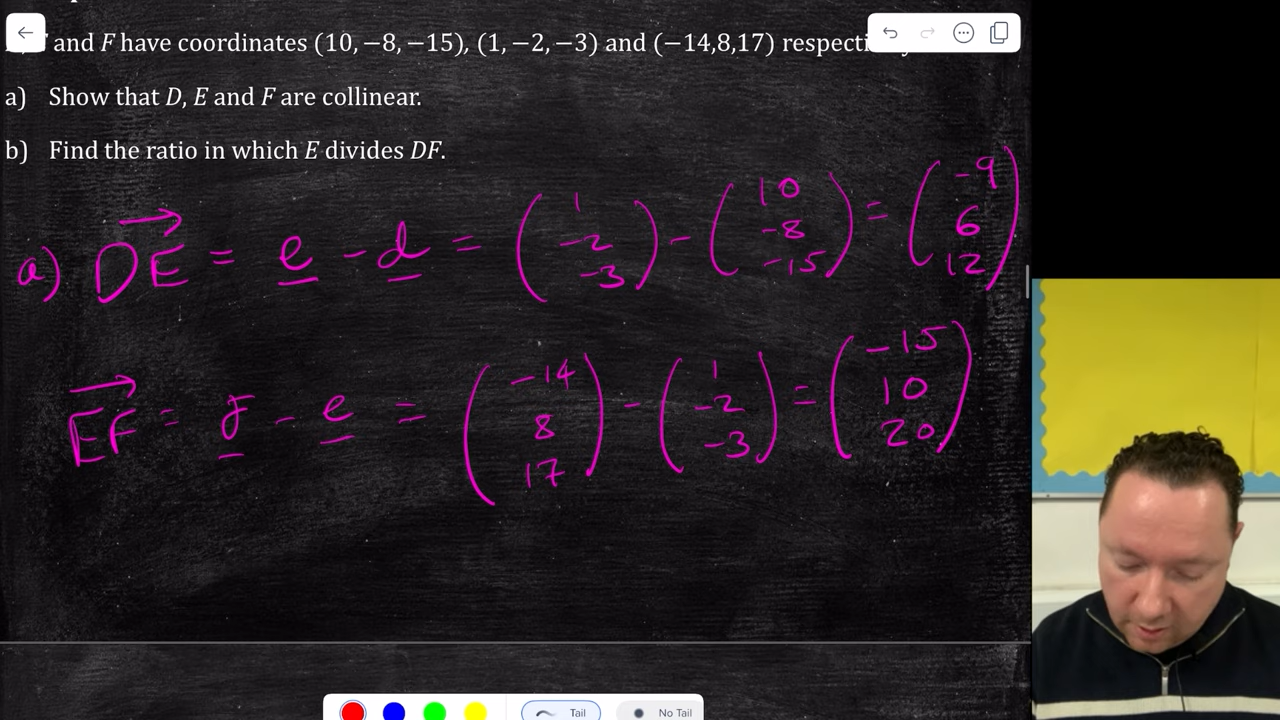 and F have coordinates (10, −8, −15), (1, −2, −3) and (−14,8.17) respecti
a) Show that D, E and F are collinear.
b) Find the ratio in which E divides DF.
a) DE = e - d = (1 -2 -3) - (10 -8 -15) = (-9 6 12)
EF = f - e = (-14 8 17) - (1 -2 -3) = (-15 10 20)
Tail
No Tail